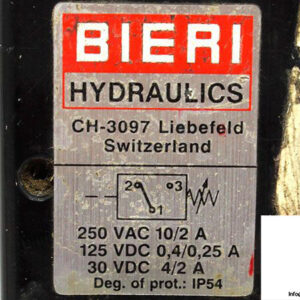 BIERI
HYDRAULICS
CH-3097 Liebefeld
Switzerland
2 3
1
250 VAC 10/2 A
125 VDC 0,4/0,25 A
30 VDC 4/2 A
Deg. of prot.: IP54